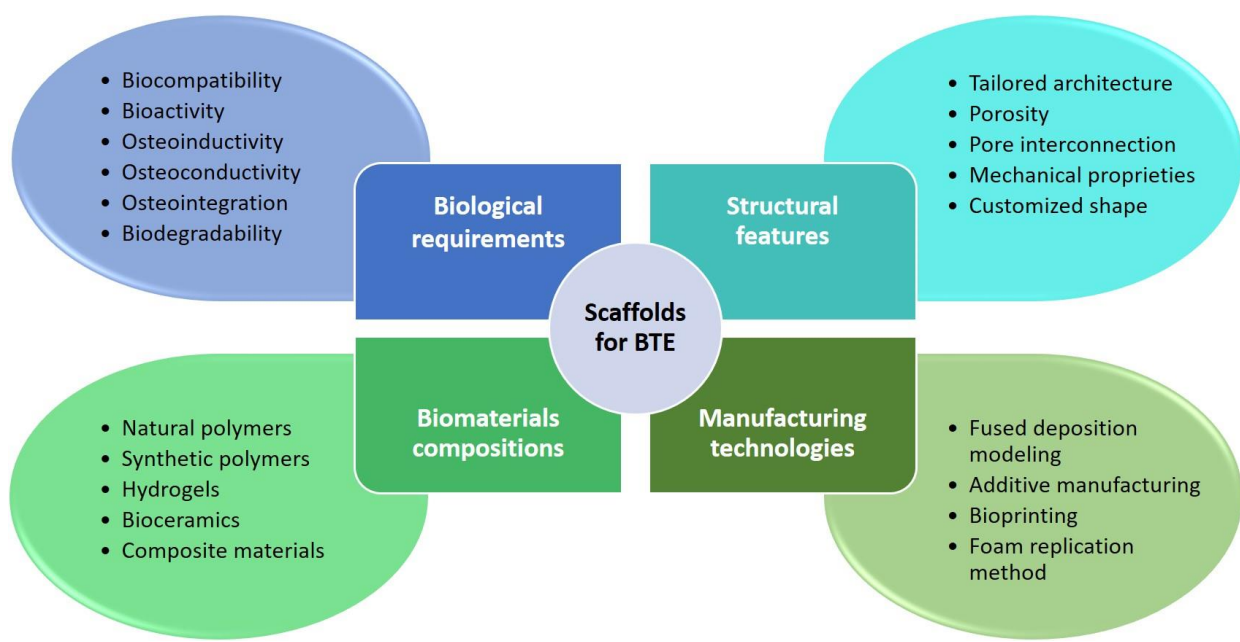 • Biocompatibility
• Bioactivity
• Osteoinductivity
• Osteoconductivity
• Osteointegration
• Biodegradability
Biological
requirements
• Tailored architecture
• Porosity
• Pore interconnection
• Mechanical proprieties
• Customized shape
Structural
features
Scaffolds
for BTE
• Natural polymers
• Synthetic polymers
• Hydrogels
• Bioceramics
• Composite materials
Biomaterials
compositions
Manufacturing
technologies
• Fused deposition
modeling
• Additive manufacturing
• Bioprinting
• Foam replication
method